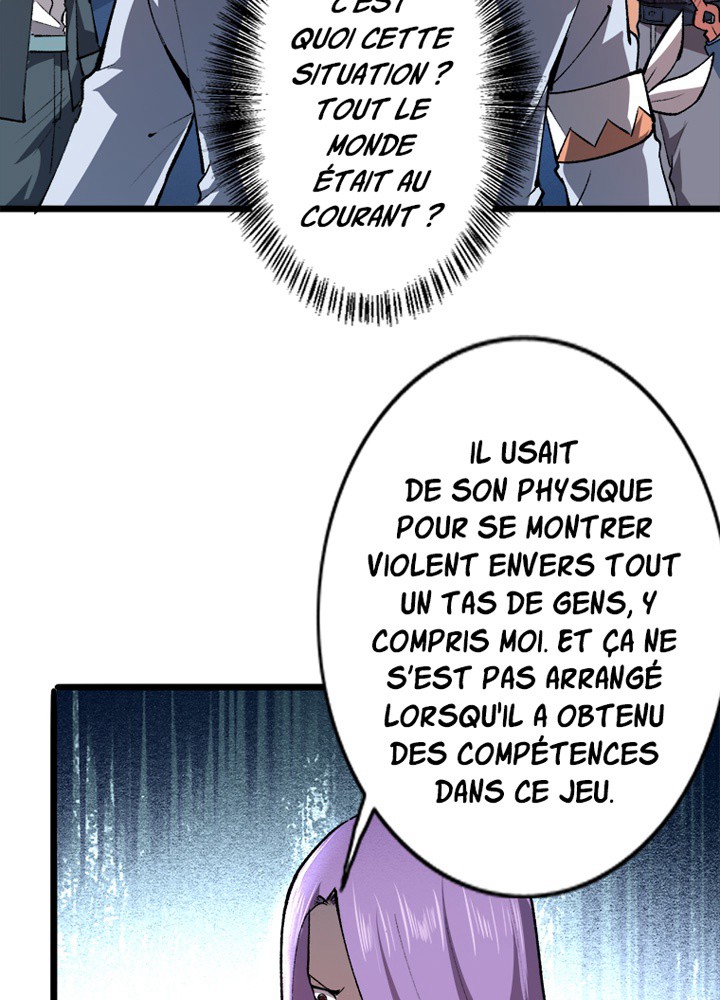 C'EST
QUOI CETTE
SITUATION ?
TOUT LE
MONDE
ÉTAIT AU
COURANT ?
IL USAIT
DE SON PHYSIQUE
POUR SE MONTRER
VIOLENT ENVERS TOUT
UN TAS DE GENS, Y
COMPRIS MOI. ET ÇA NE
S'EST PAS ARRANGÉ
LORSQU'IL A OBTENU
DES COMPÉTENCES
DANS CE JEU.